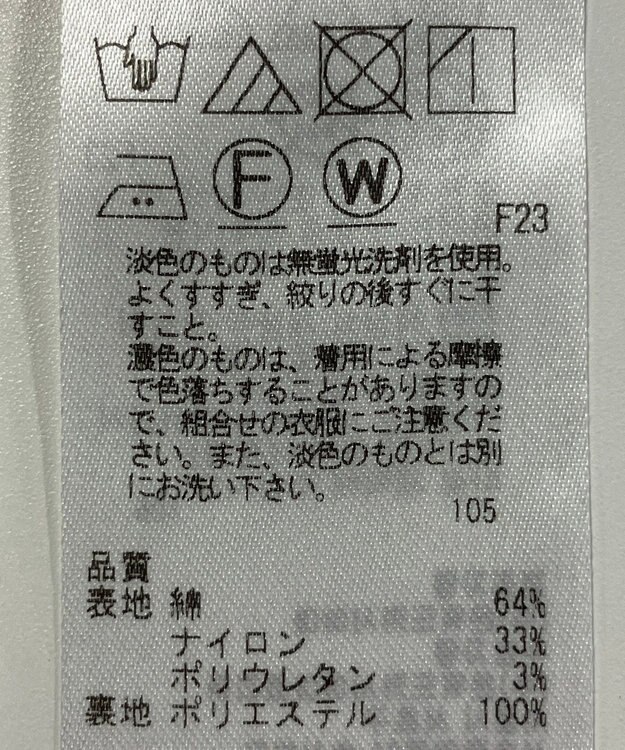 F W F23
淡色のものは無蛍光洗剤を使用。
よくすすぎ、絞りの後すぐに干
すこと。
濃色のものは、着用による摩擦
で色落ちすることがありますの
で、組合せの衣服にご注意くだ
さい。また、淡色のものとは別
にお洗い下さい。
105
品質
表地 綿 64%
ナイロン 33%
ポリウレタン 3%
裏地 ポリエステル 100%